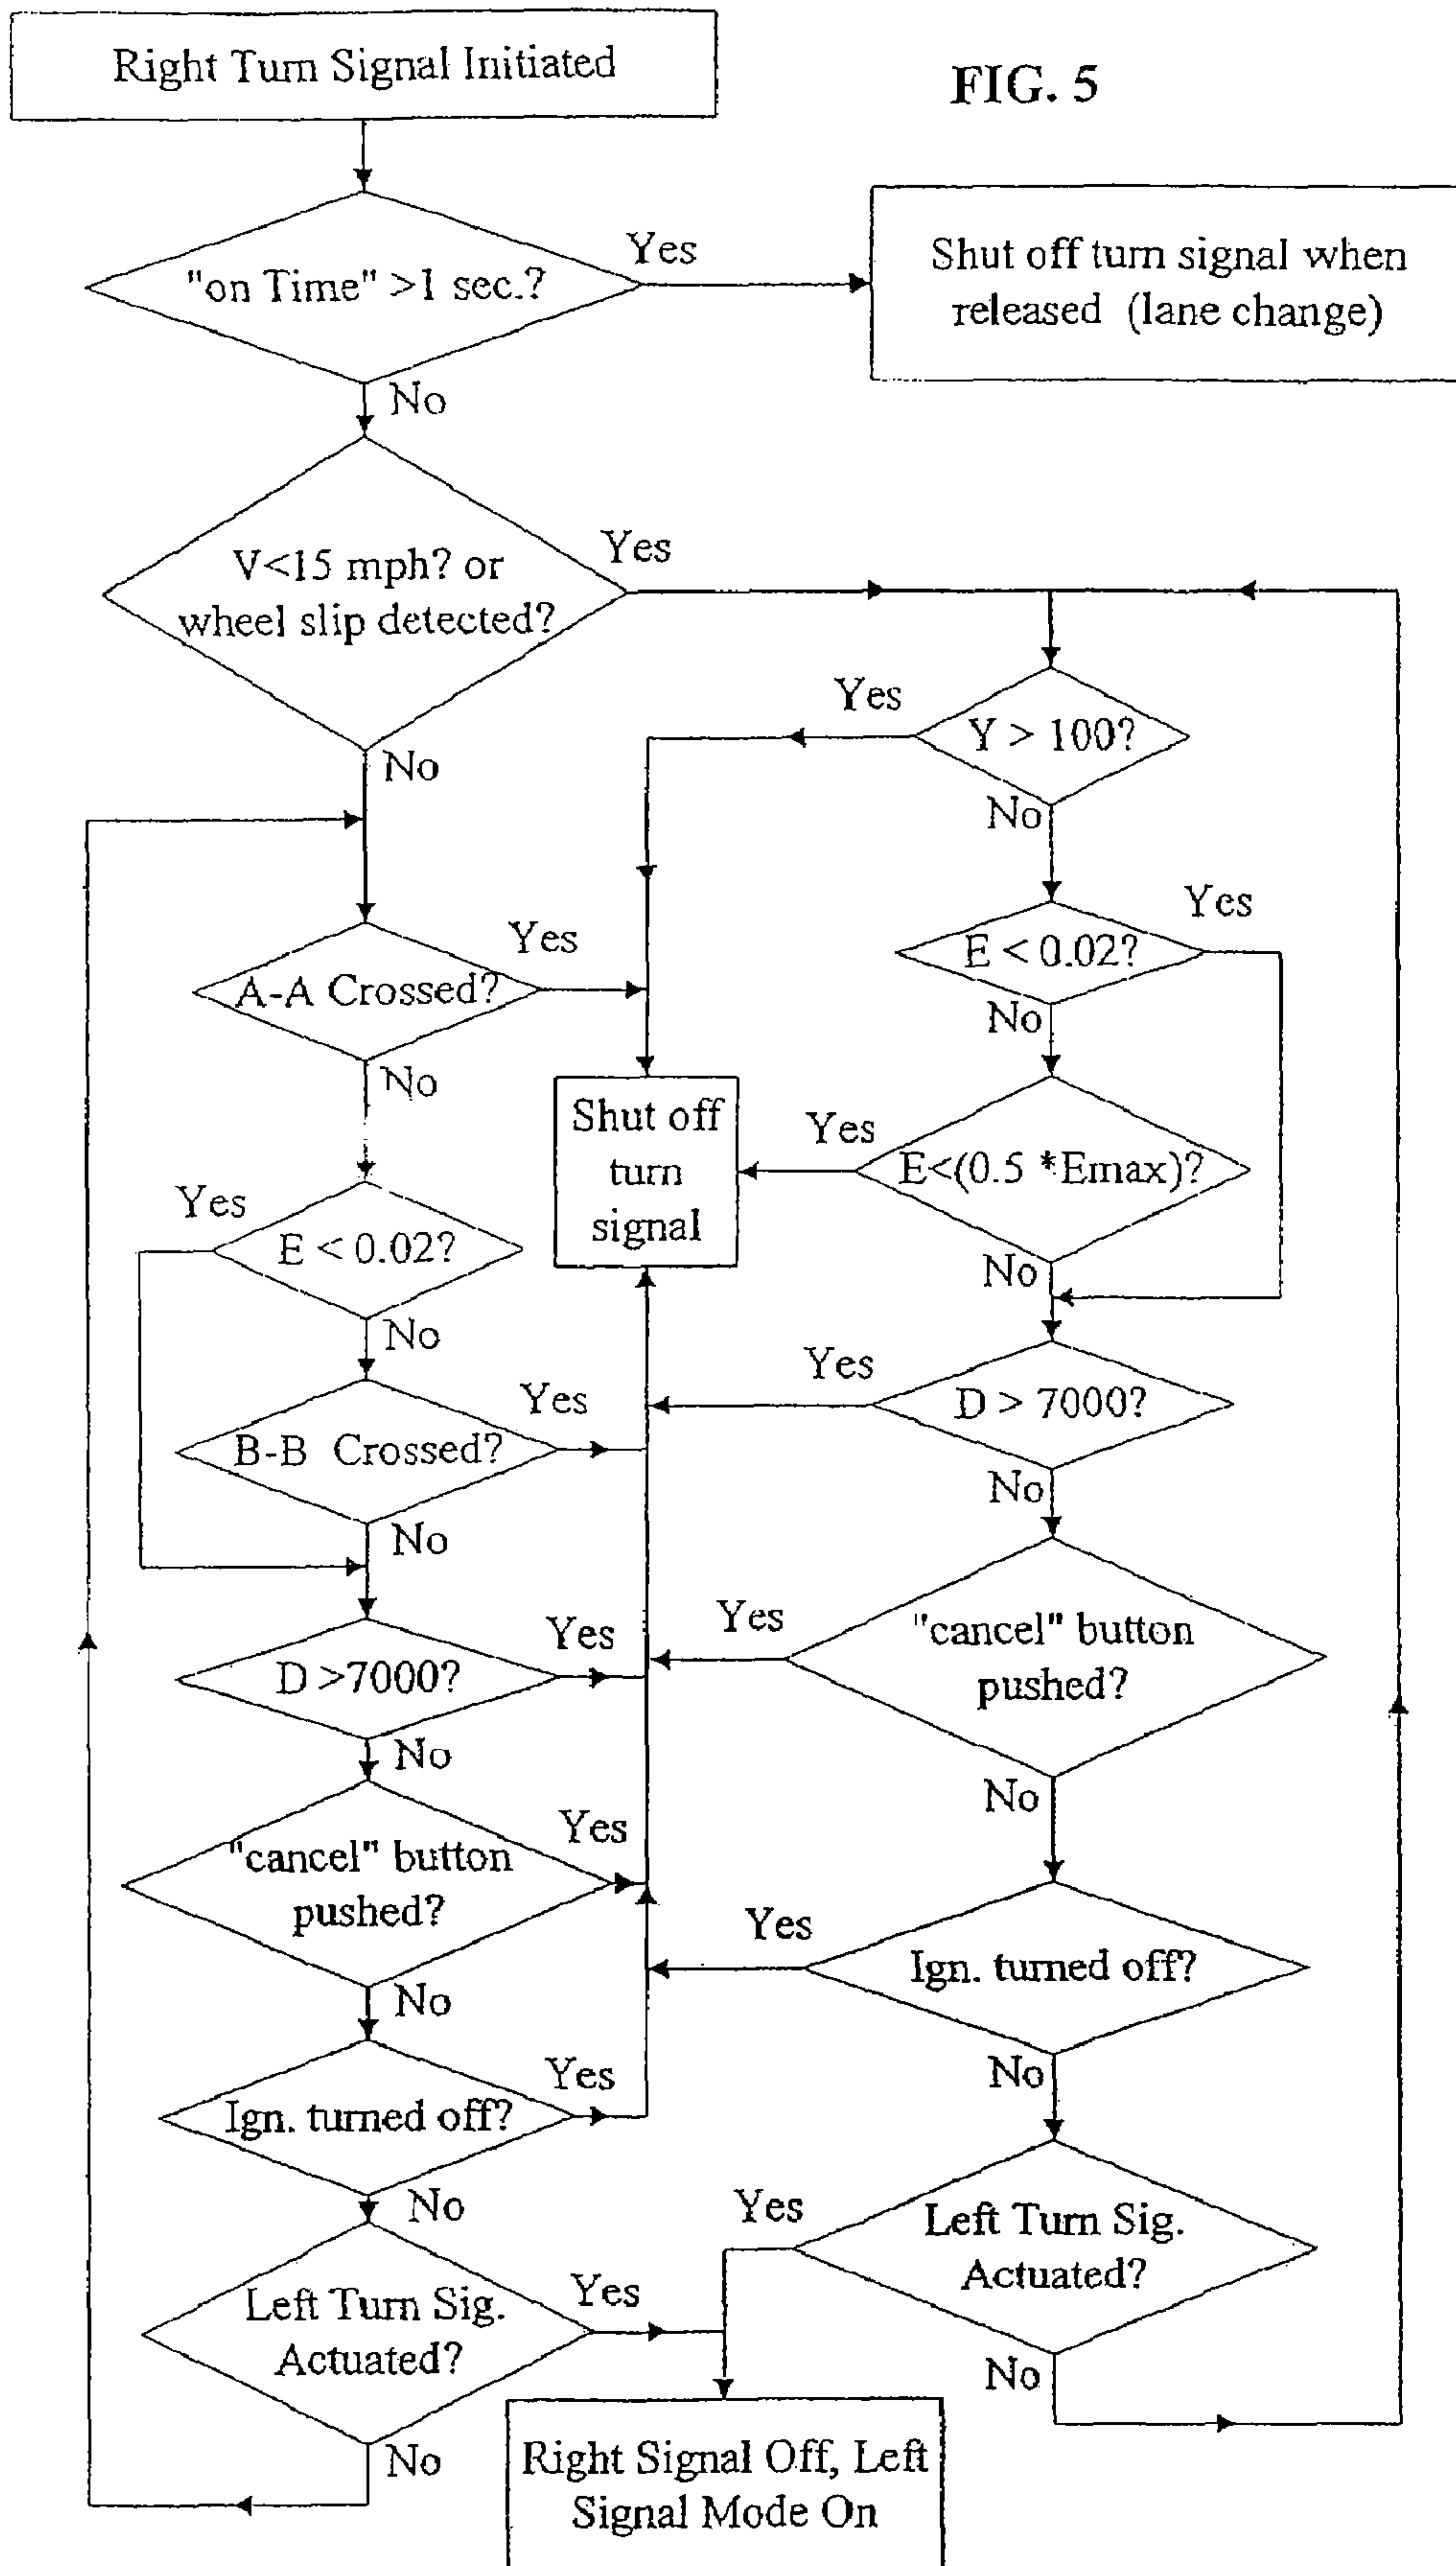 Right Turn Signal Initiated
FIG. 5
"on Time" >1 sec.?
Yes
Shut off turn signal when
released (lane change)
No
V<15 mph? or
wheel slip detected?
Yes
No
Yes
Y > 100?
No
A-A Crossed?
Yes
No
E < 0.02?
Yes
No
Shut off
turn
signal
Yes
E<(0.5 *Emax)?
No
Yes
E < 0.02?
No
B-B Crossed?
Yes
No
Yes
D > 7000?
No
D >7000?
Yes
No
Yes
"cancel" button
pushed?
No
"cancel" button
pushed?
Yes
No
Yes
Ign. turned off?
No
Ign. turned off?
Yes
No
Yes
Left Turn Sig.
Actuated?
No
Left Turn Sig.
Actuated?
Yes
No
Right Signal Off, Left
Signal Mode On